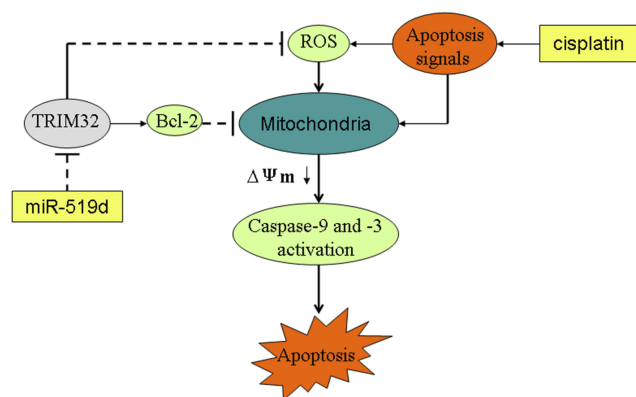 ROS
Apoptosis
signals
cisplatin
TRIM32
Bcl-2
Mitochondria
miR-519d
ΔΨm ↓
Caspase-9 and -3
activation
Apoptosis